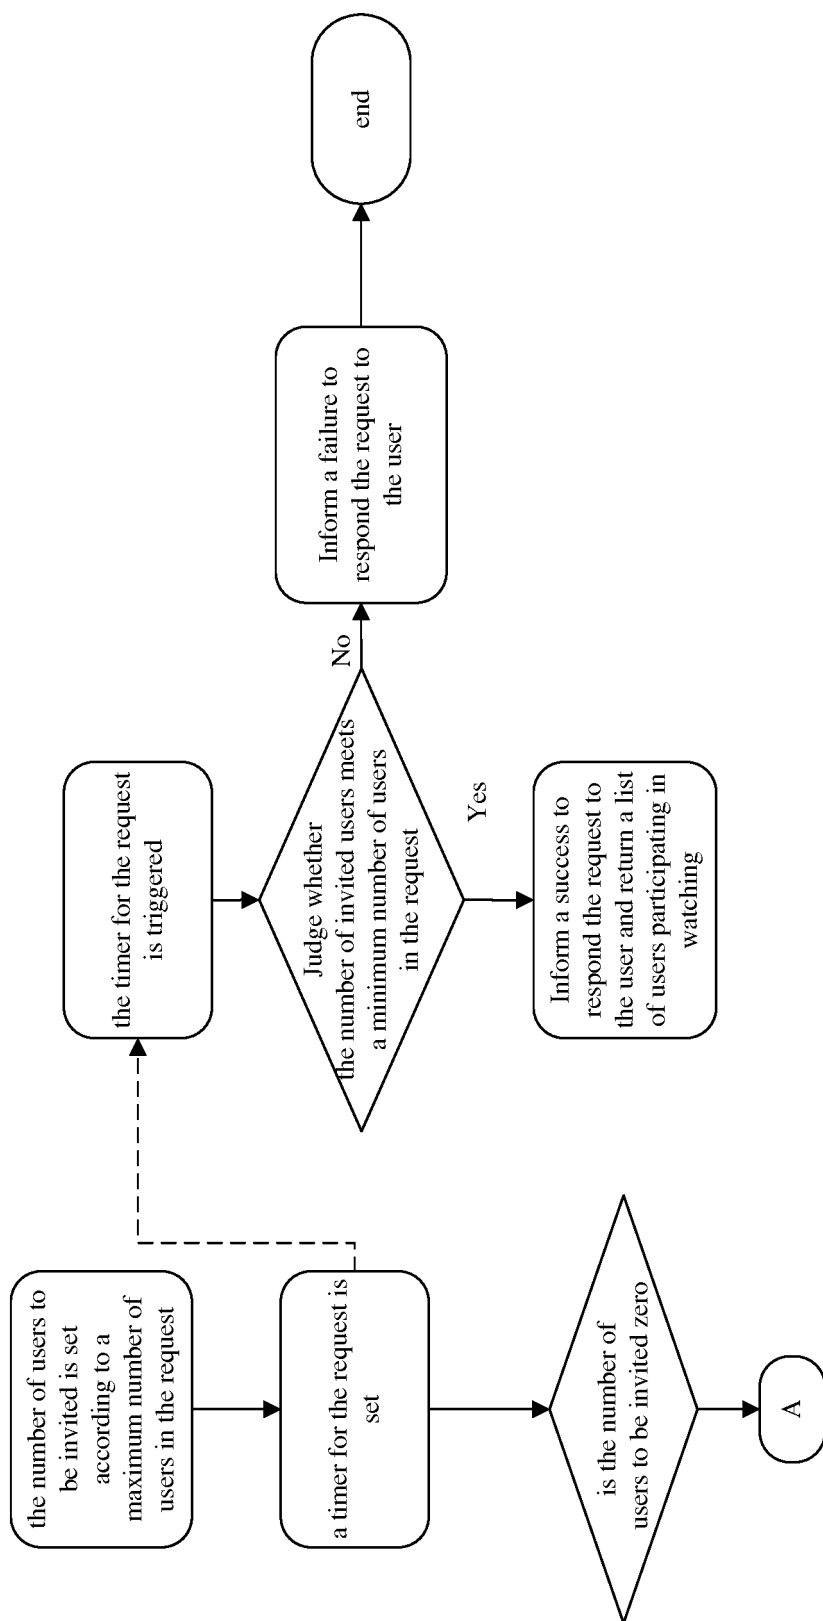 the number of users to
be invited is set
according to a
maximum number of
users in the request
a timer for the request is
set
is the number of
users to be invited zero
A
the timer for the request
is triggered
Judge whether
the number of invited users meets
a minimum number of users
in the request
No
Yes
Inform a success to
respond the request to
the user and return a list
of users participating in
watching
Inform a failure to
respond the request to
the user
end